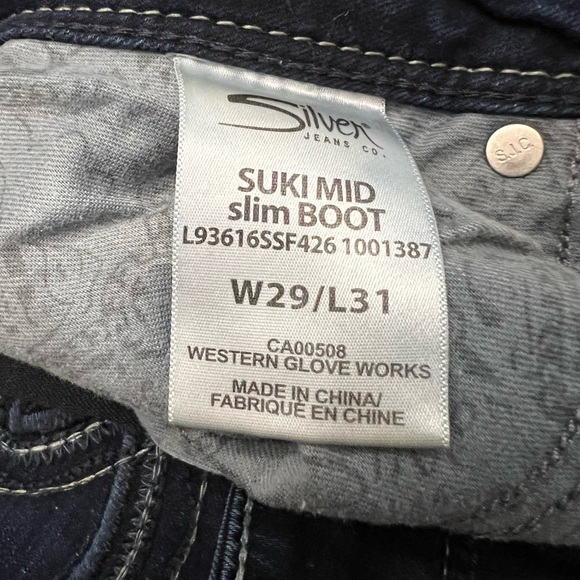 Silver
JEANS CO.
S.J.C.
SUKI MID
slim BOOT
L93616SSF426 1001387
W29/L31
CA00508
WESTERN GLOVE WORKS
MADE IN CHINA/
FABRIQUÉ EN CHINE